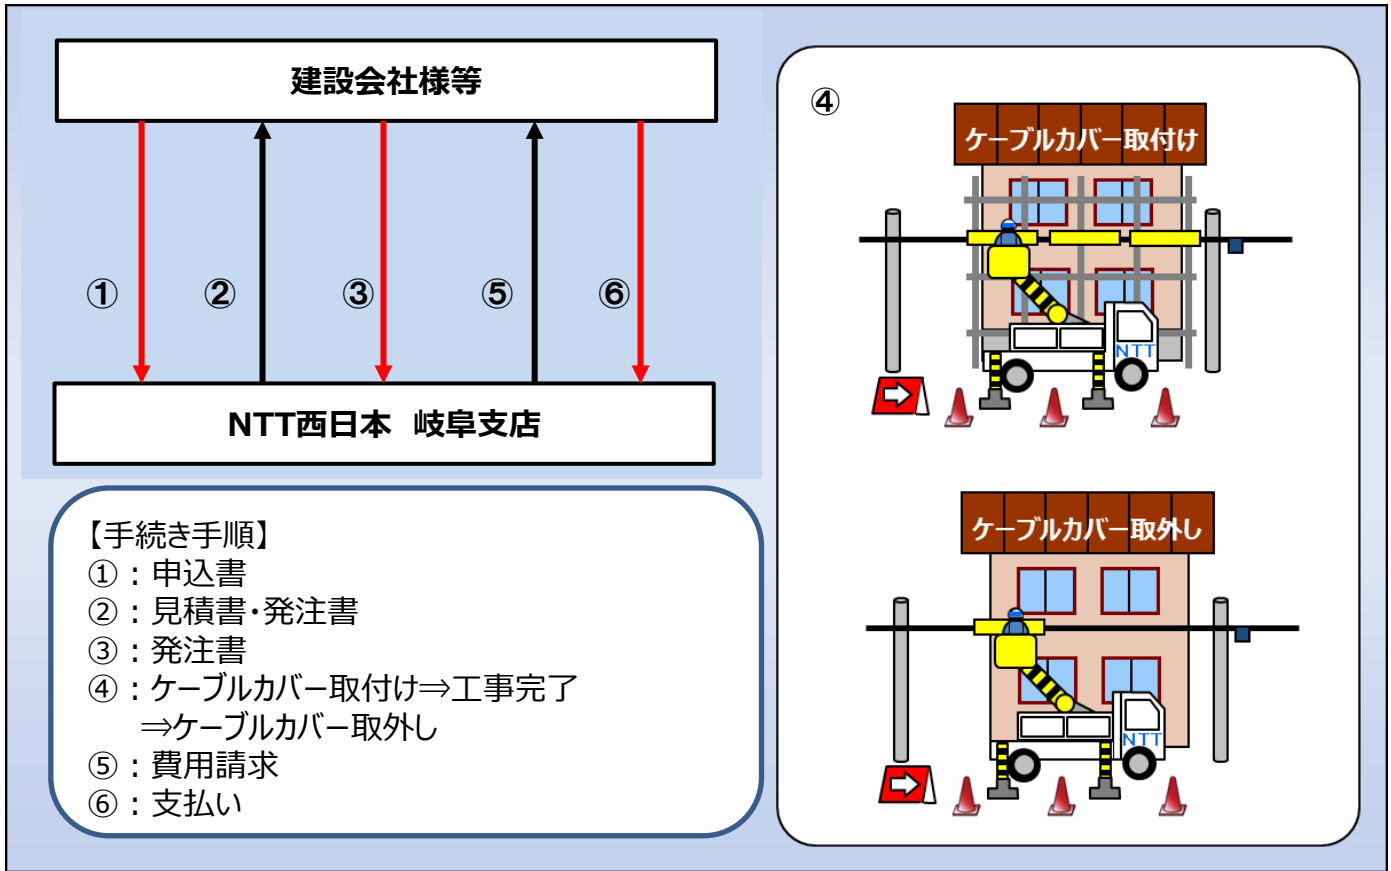 建設会社様等
① ② ③ ⑤ ⑥
NTT西日本 岐阜支店
【手続き手順】
①:申込書
②:見積書・発注書
③:発注書
④:ケーブルカバー取付け⇒工事完了
⇒ケーブルカバー取外し
⑤:費用請求
⑥:支払い
④
ケーブルカバー取付け
NTT
ケーブルカバー取外し
NTT